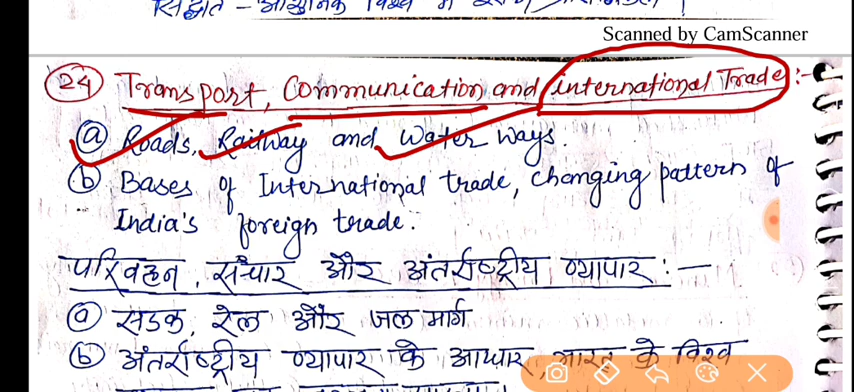 सिद्धांत - आधुनिक विश्व में
Scanned by CamScanner
(24) Transport, Communication and international Trade :-
(a) Roads, Railway and Water ways.
(b) Bases of International trade, changing pattern of
India's foreign trade.
परिवहन, संचार और अंतर्राष्ट्रीय व्यापार : —
(a) सडक, रेल और जल मार्ग
(b) अंतर्राष्ट्रीय व्यापार के आधार, भारत के विश्व